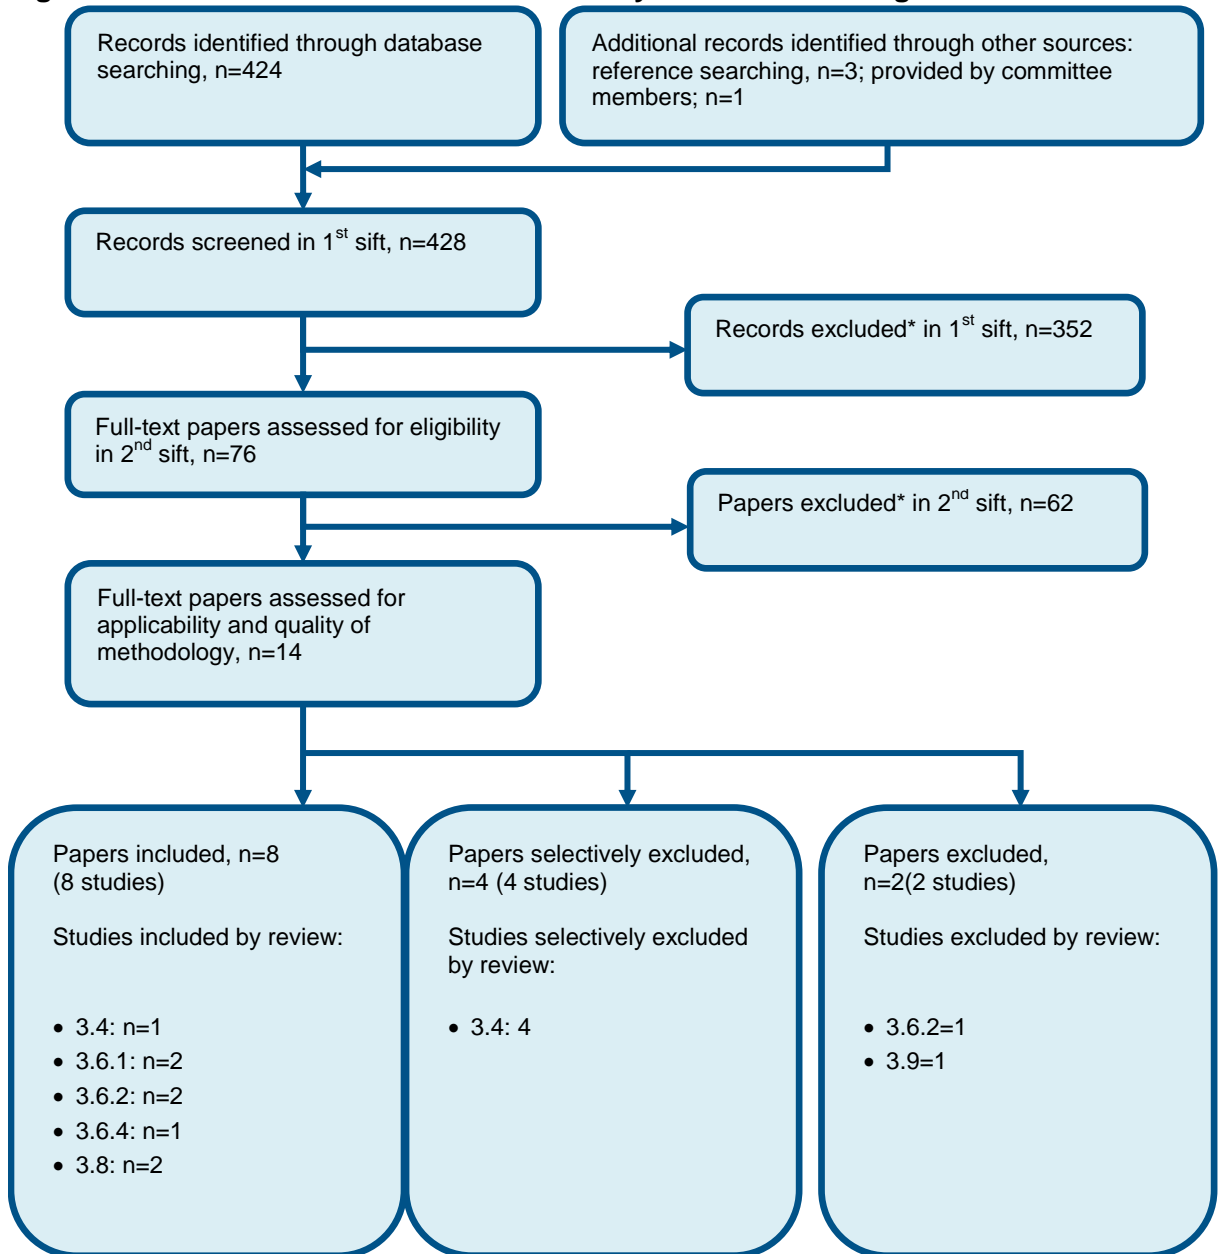 Records identified through database
searching, n=424
Additional records identified through other sources:
reference searching, n=3; provided by committee
members; n=1
Records screened in 1st sift, n=428
Records excluded* in 1st sift, n=352
Full-text papers assessed for eligibility
in 2nd sift, n=76
Papers excluded* in 2nd sift, n=62
Full-text papers assessed for
applicability and quality of
methodology, n=14
Papers included, n=8
(8 studies)
Studies included by review:
• 3.4: n=1
• 3.6.1: n=2
• 3.6.2: n=2
• 3.6.4: n=1
• 3.8: n=2
Papers selectively excluded,
n=4 (4 studies)
Studies selectively excluded
by review:
• 3.4: 4
Papers excluded,
n=2(2 studies)
Studies excluded by review:
• 3.6.2=1
• 3.9=1